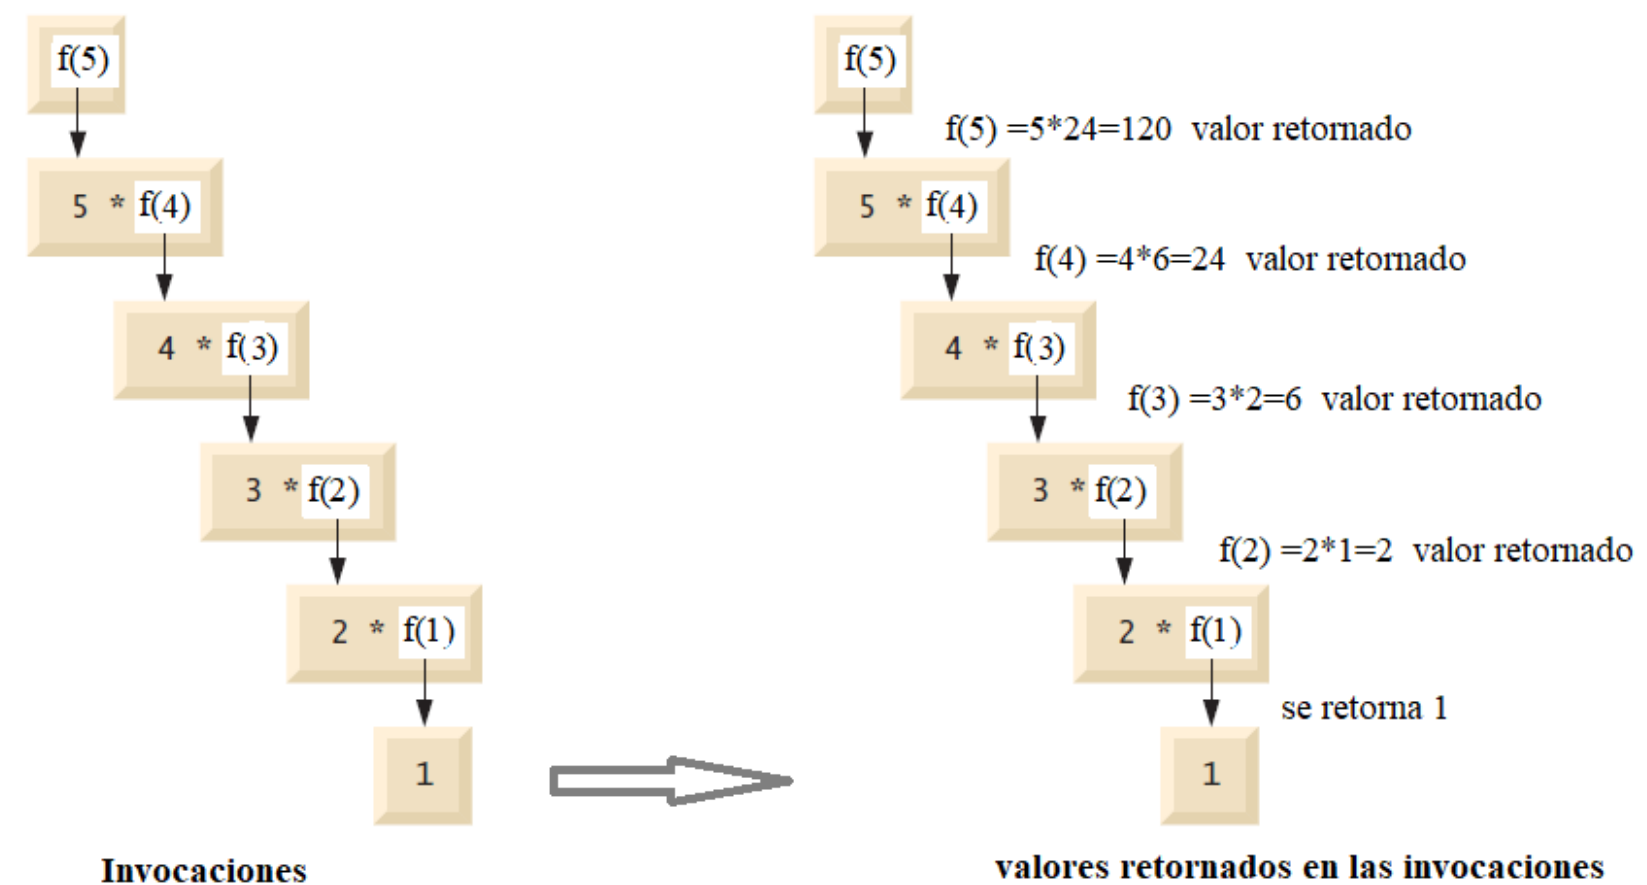 f(5)
5 * f(4)
4 * f(3)
3 * f(2)
2 * f(1)
1
Invocaciones
f(5)
f(5) =5*24=120 valor retornado
5 * f(4)
f(4) =4*6=24 valor retornado
4 * f(3)
f(3) =3*2=6 valor retornado
3 * f(2)
f(2) =2*1=2 valor retornado
2 * f(1)
se retorna 1
1
valores retornados en las invocaciones